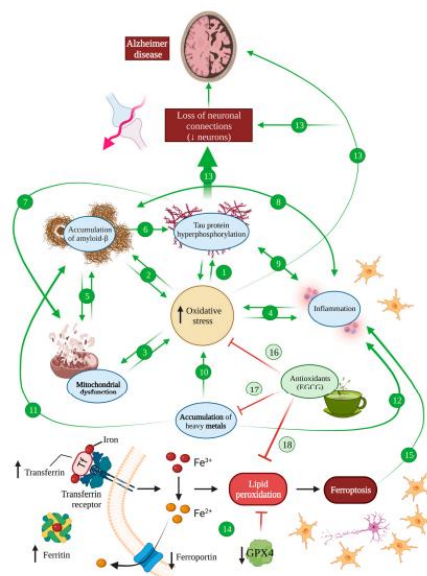 Alzheimer
disease
Loss of neuronal
connections
(↓ neurons)
13
13
13
7
8
Accumulation
of amyloid-β
6
Tau protein
hyperphosphorylation
9
1
2
5
↑ Oxidative
stress
4
Inflammation
3
16
Mitochondrial
dysfunction
10
17
Antioxidants
(EGCG)
11
Accumulation of
heavy metals
12
18
15
Iron
↑ Transferrin
Tf
Transferrin
receptor
Fe3+
Fe2+
Lipid
peroxidation
Ferroptosis
↑ Ferritin
↓ Ferroportin
14
↓ GPX4